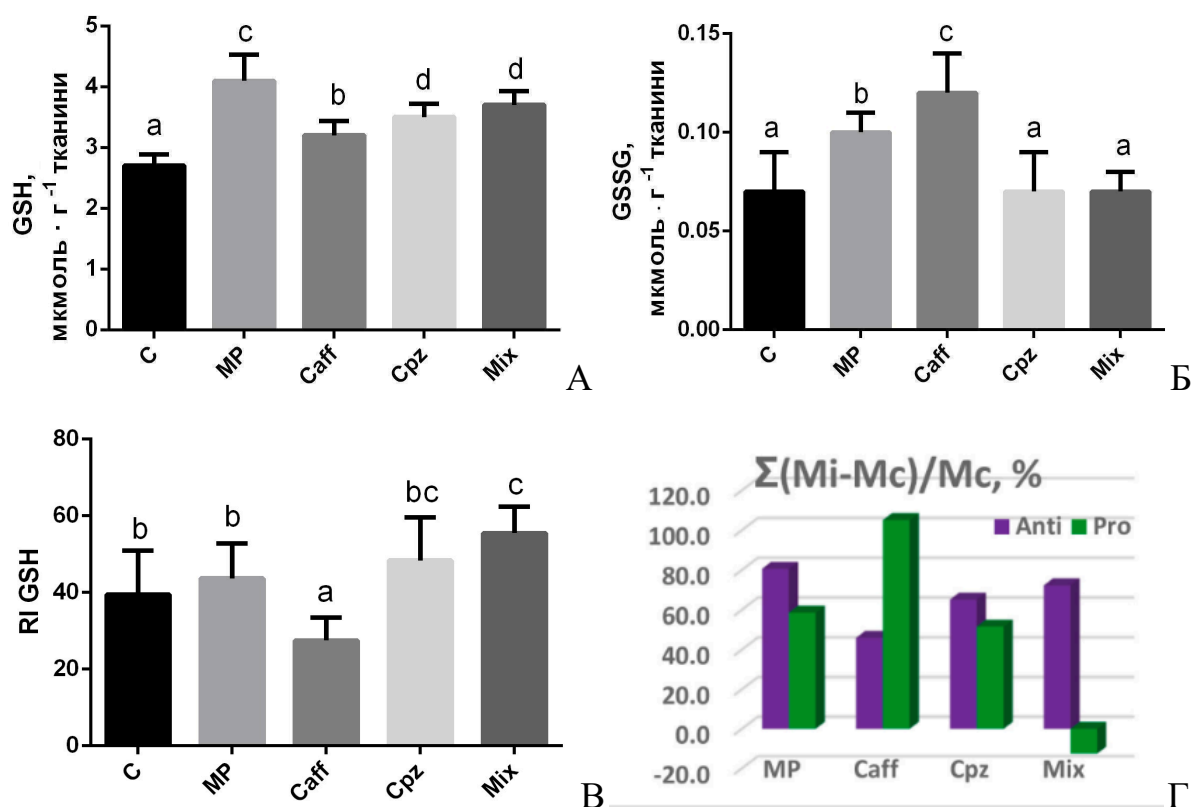 GSH,
мкмоль · г ⁻¹ тканини
5
4
3
2
1
0
a
c
b
d
d
C
MP
Caff
Cpz
Mix
А
GSSG,
мкмоль · г ⁻¹ тканини
0.15
0.10
0.05
0.00
a
b
c
a
a
C
MP
Caff
Cpz
Mix
Б
RI GSH
80
60
40
20
0
b
b
a
bc
c
C
MP
Caff
Cpz
Mix
В
Σ(Mi-Mc)/Mc, %
Anti Pro
120.0
100.0
80.0
60.0
40.0
20.0
0.0
-20.0
MP Caff Cpz Mix
Г